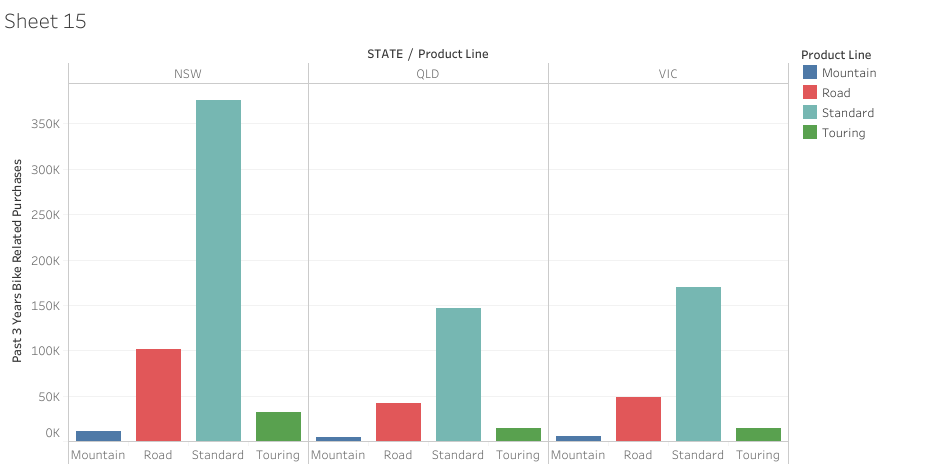 Sheet 15
STATE / Product Line
NSW QLD VIC
Past 3 Years Bike Related Purchases
350K
300K
250K
200K
150K
100K
50K
0K
Mountain Road Standard Touring Mountain Road Standard Touring Mountain Road Standard Touring
Product Line
Mountain
Road
Standard
Touring